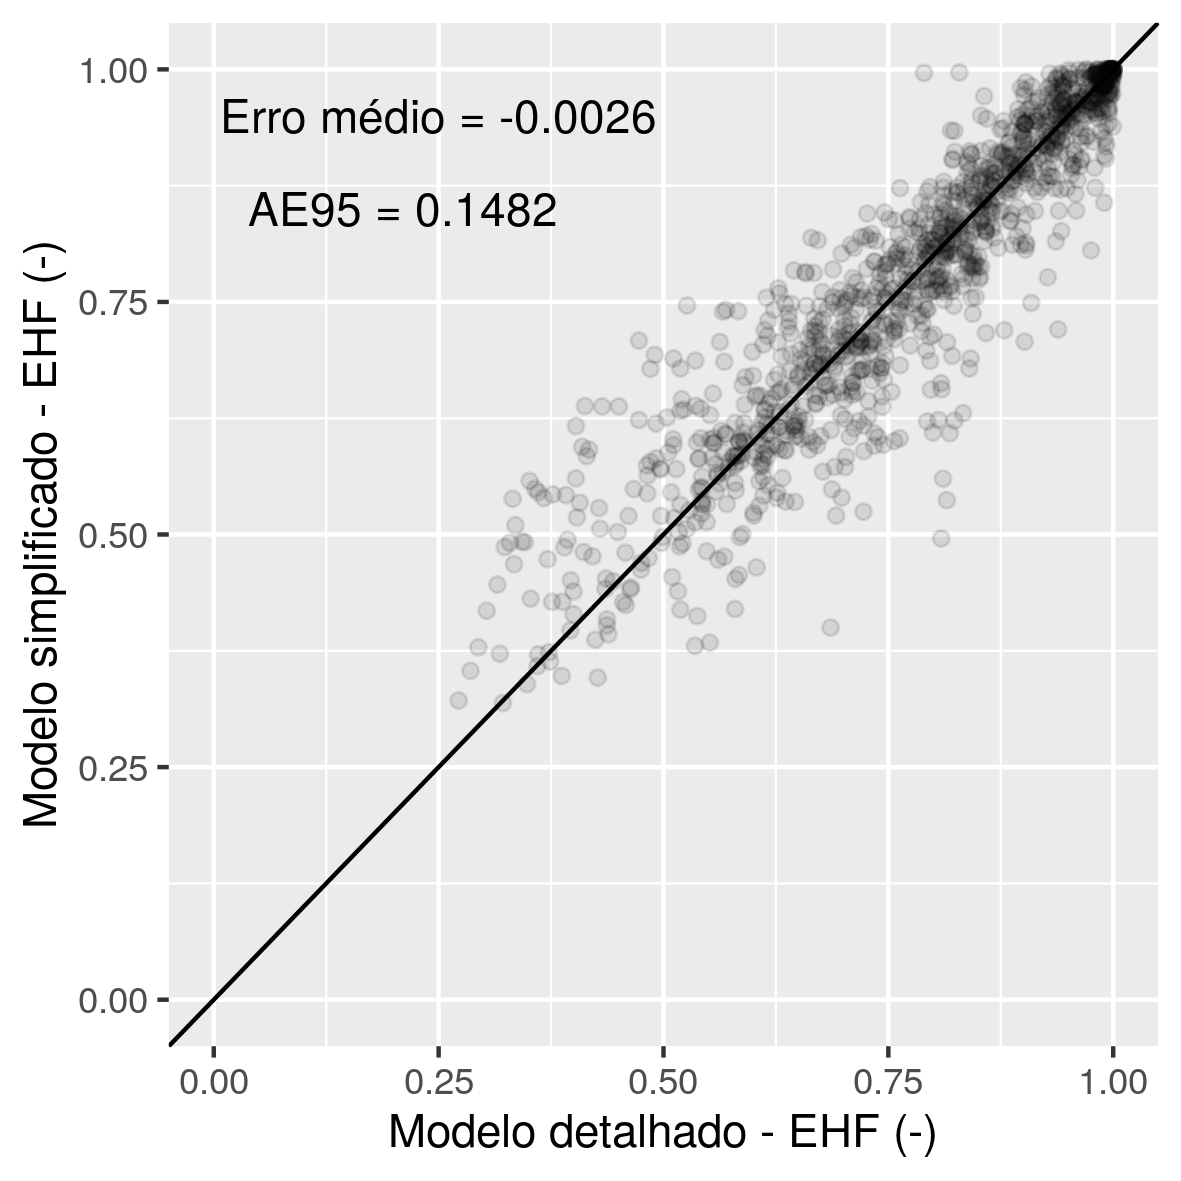 Erro médio = -0.0026
AE95 = 0.1482
Modelo simplificado - EHF (-)
1.00
0.75
0.50
0.25
0.00
0.00 0.25 0.50 0.75 1.00
Modelo detalhado - EHF (-)